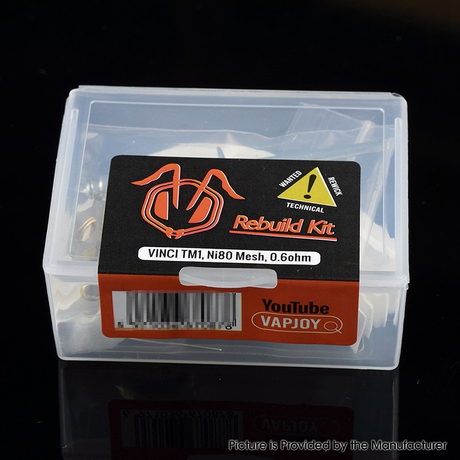 WANTED
REWICK
TECHNICAL
Rebuild Kit
VINCI TM1, Ni80 Mesh, 0.6ohm
YouTube
VAPJOY
Picture is Provided by the Manufacturer